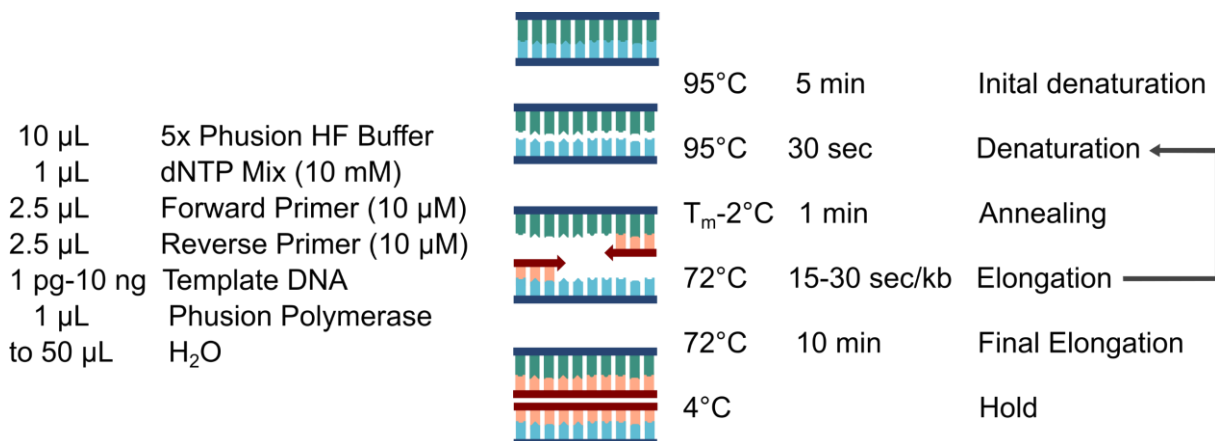 10 µL 5x Phusion HF Buffer
1 µL dNTP Mix (10 mM)
2.5 µL Forward Primer (10 µM)
2.5 µL Reverse Primer (10 µM)
1 pg-10 ng Template DNA
1 µL Phusion Polymerase
to 50 µL H₂O
95°C 5 min Inital denaturation
95°C 30 sec Denaturation
Tₘ-2°C 1 min Annealing
72°C 15-30 sec/kb Elongation
72°C 10 min Final Elongation
4°C Hold